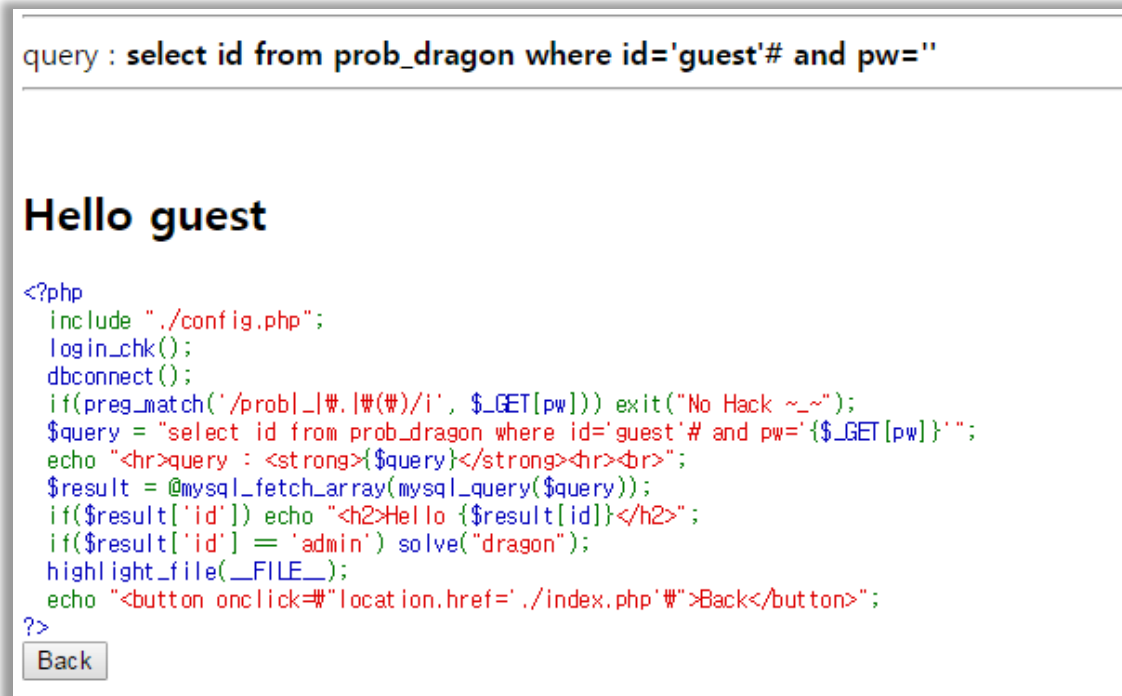 query : select id from prob_dragon where id='guest'# and pw=''
Hello guest
<?php
include "./config.php";
login_chk();
dbconnect();
if(preg_match('/prob|_|₩.|₩(₩)/i', $_GET[pw])) exit("No Hack ~_~");
$query = "select id from prob_dragon where id='guest'# and pw='{$_GET[pw]}'";
echo "<hr>query : <strong>{$query}</strong><hr><br>";
$result = @mysql_fetch_array(mysql_query($query));
if($result['id']) echo "<h2>Hello {$result[id]}</h2>";
if($result['id'] == 'admin') solve("dragon");
highlight_file(__FILE__);
echo "<button onclick=₩"location.href='./index.php'₩">Back</button>";
?>
Back